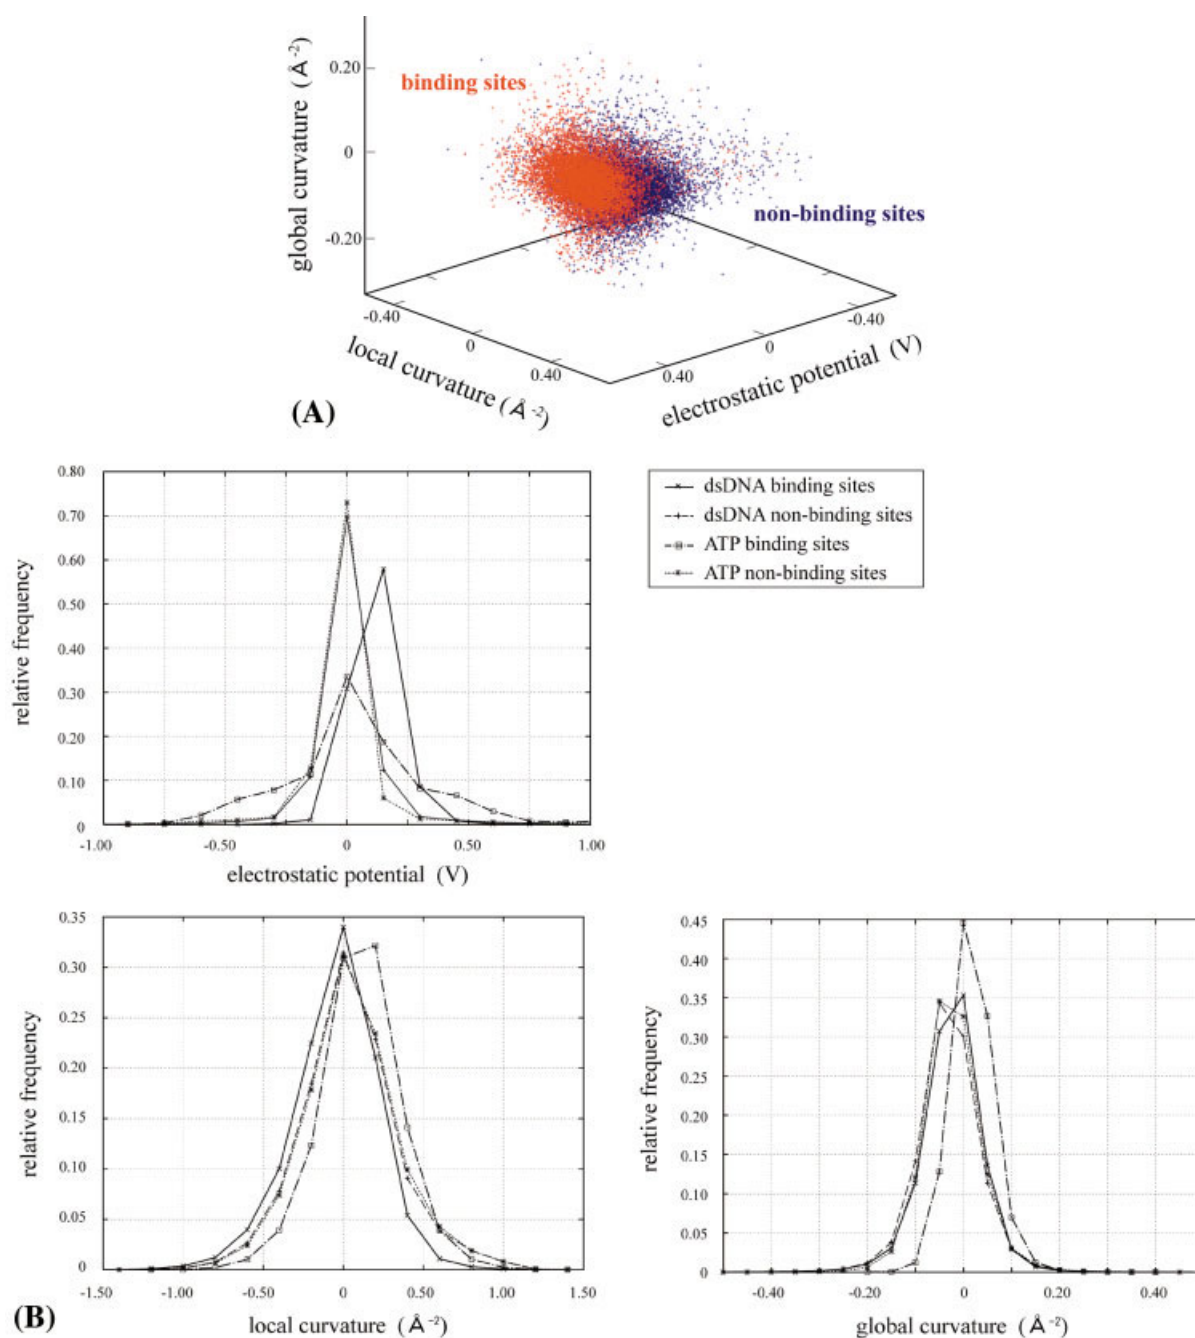 0.20
binding sites
global curvature (Å⁻²)
0
-0.20
non-binding sites
-0.40
0
0.40
local curvature (Å⁻²)
0.40
0
-0.40
electrostatic potential (V)
(A)
0.80
0.70
0.60
0.50
0.40
0.30
0.20
0.10
0
relative frequency
-1.00 -0.50 0 0.50 1.00
electrostatic potential (V)
dsDNA binding sites
dsDNA non-binding sites
ATP binding sites
ATP non-binding sites
0.35
0.30
0.25
0.20
0.15
0.10
0.05
0
relative frequency
-1.50 -1.00 -0.50 0 0.50 1.00 1.50
local curvature (Å⁻²)
0.45
0.40
0.35
0.30
0.25
0.20
0.15
0.10
0.05
0
relative frequency
-0.40 -0.20 0 0.20 0.40
global curvature (Å⁻²)
(B)